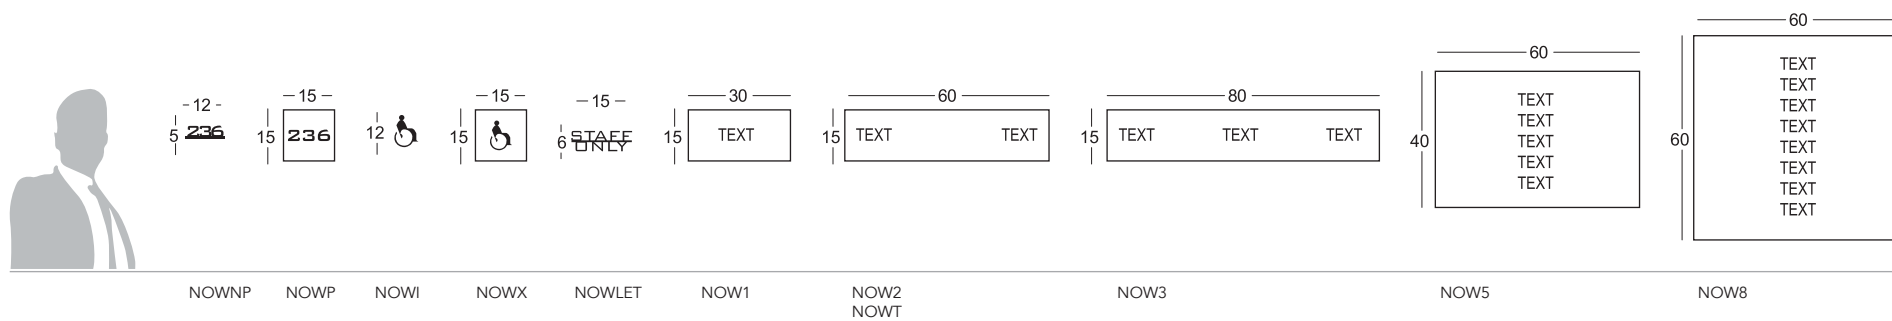 12
5
236
NOWNP
15
15
236
NOWP
12
NOWI
15
15
NOWX
15
6
STAFF
ONLY
NOWLET
30
15
TEXT
NOW1
60
15
TEXT TEXT
NOW2
NOWT
80
15
TEXT TEXT TEXT
NOW3
60
40
TEXT
TEXT
TEXT
TEXT
TEXT
NOW5
60
60
TEXT
TEXT
TEXT
TEXT
TEXT
TEXT
TEXT
TEXT
NOW8